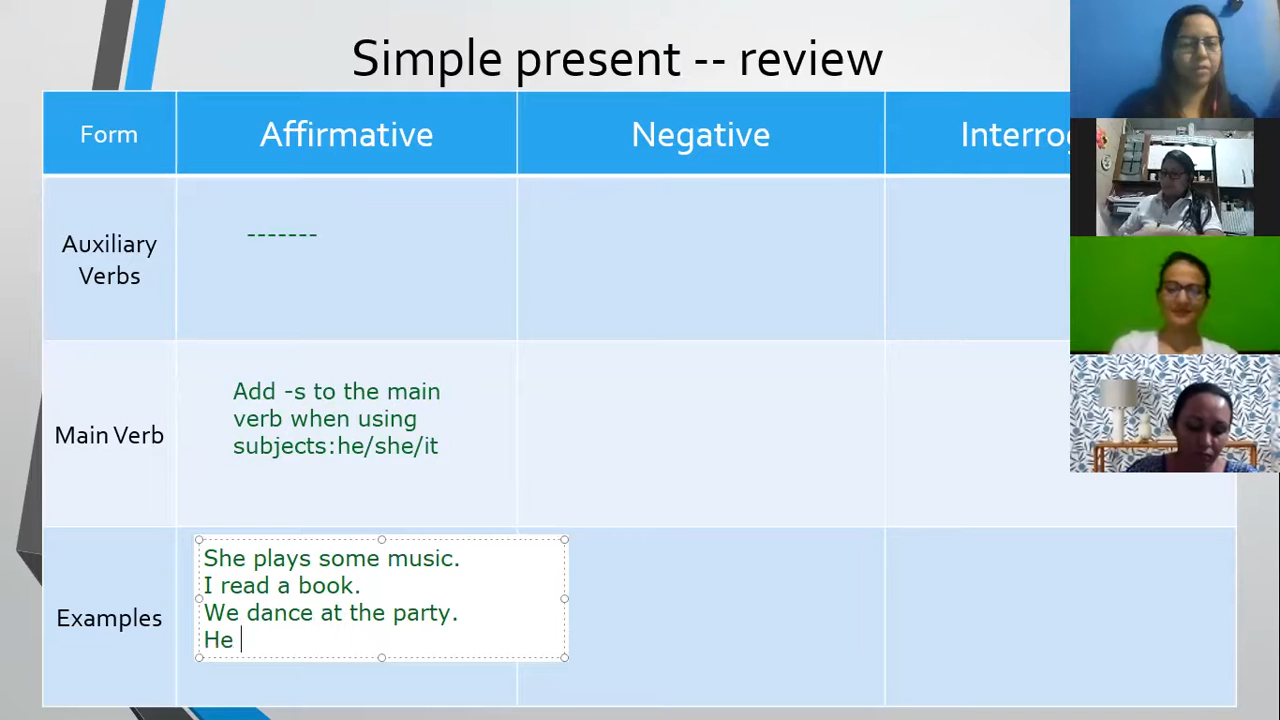 Simple present -- review
Form
Affirmative
Negative
Interrog
Auxiliary
Verbs
-------
Main Verb
Add -s to the main
verb when using
subjects:he/she/it
Examples
She plays some music.
I read a book.
We dance at the party.
He